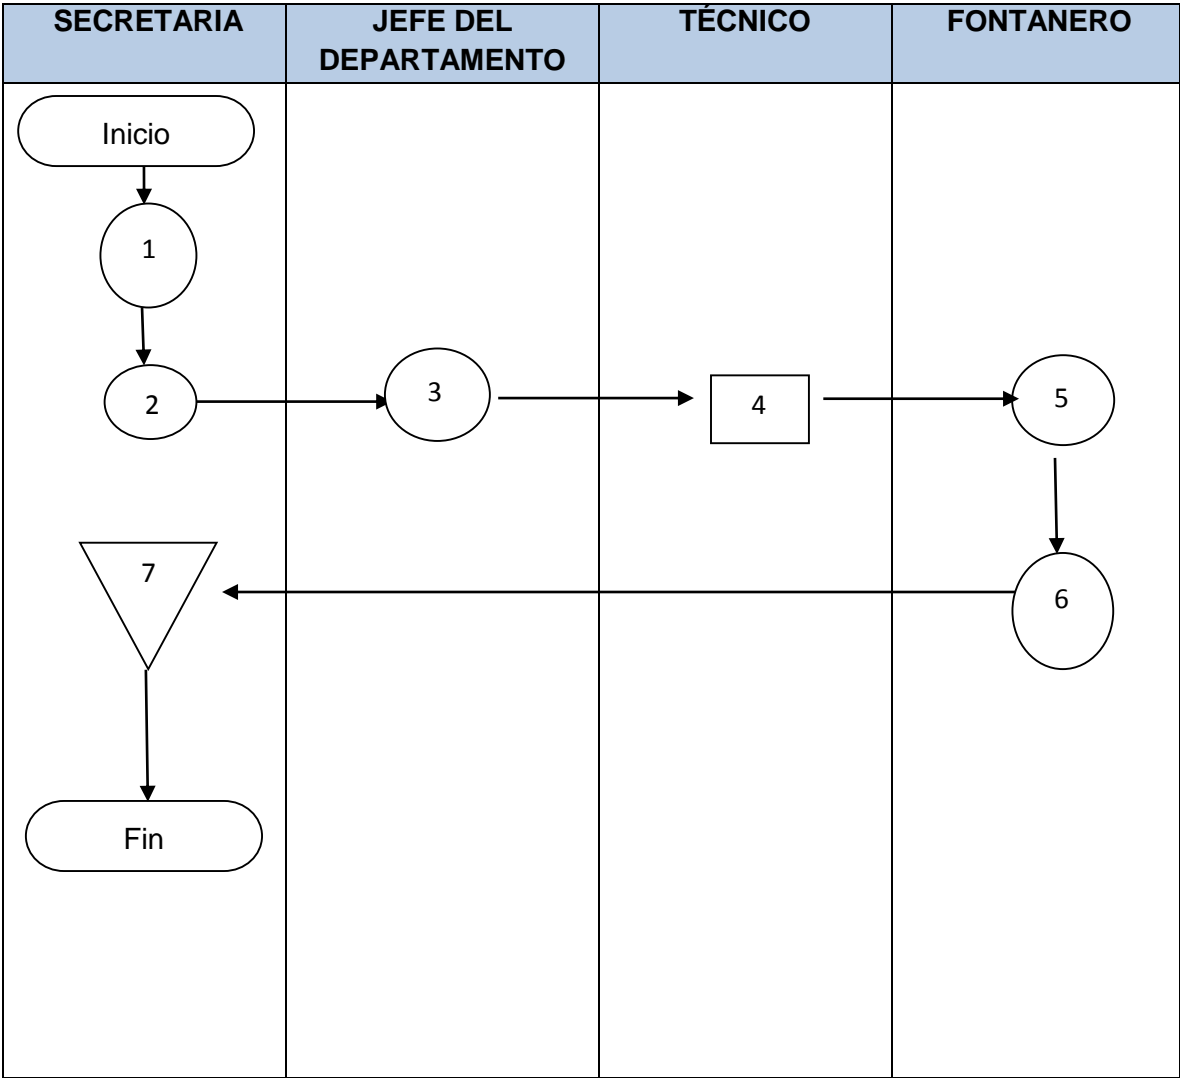 SECRETARIA
JEFE DEL
DEPARTAMENTO
TÉCNICO
FONTANERO
Inicio
1
2
3
4
5
7
6
Fin